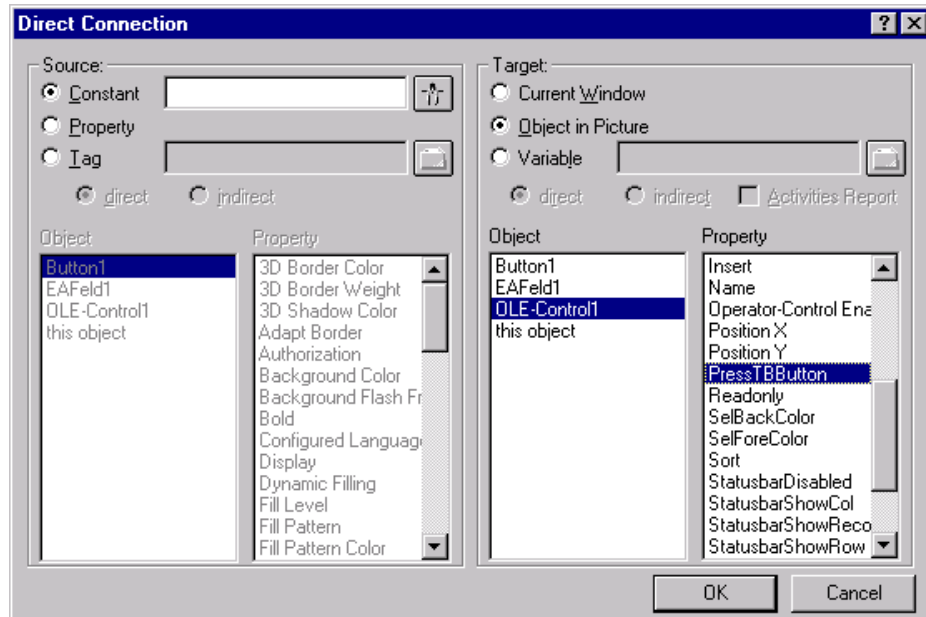 Direct Connection
Source:
Constant
Property
Tag
direct indirect
Object Property
Button1
EAFeld1
OLE-Control1
this object
3D Border Color
3D Border Weight
3D Shadow Color
Adapt Border
Authorization
Background Color
Background Flash Fr
Bold
Configured Languag
Display
Dynamic Filling
Fill Level
Fill Pattern
Fill Pattern Color
Target:
Current Window
Object in Picture
Variable
direct indirect Activities Report
Object Property
Button1
EAFeld1
OLE-Control1
this object
Insert
Name
Operator-Control Ena
Position X
Position Y
PressTBButton
Readonly
SelBackColor
SelForeColor
Sort
StatusbarDisabled
StatusbarShowCol
StatusbarShowReco
StatusbarShowRow
OK Cancel